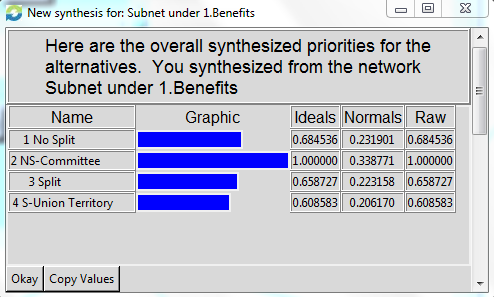 New synthesis for: Subnet under 1.Benefits
Here are the overall synthesized priorities for the
alternatives. You synthesized from the network
Subnet under 1.Benefits
Name Graphic Ideals Normals Raw
1 No Split 0.684536 0.231901 0.684536
2 NS-Committee 1.000000 0.338771 1.000000
3 Split 0.658727 0.223158 0.658727
4 S-Union Territory 0.608583 0.206170 0.608583
Okay Copy Values